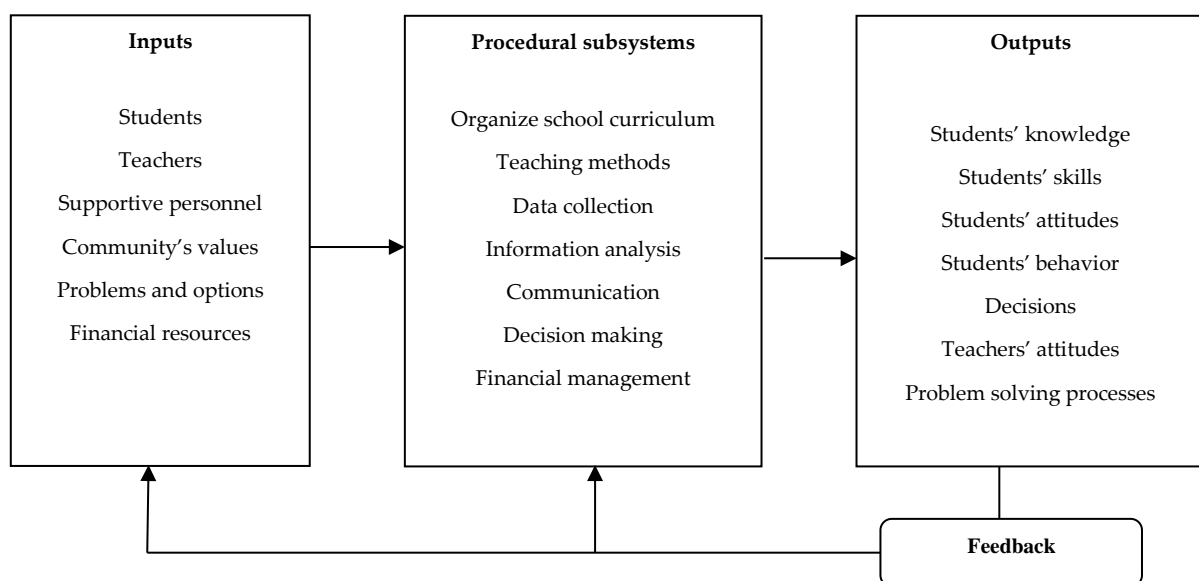 Inputs
Students
Teachers
Supportive personnel
Community’s values
Problems and options
Financial resources
Procedural subsystems
Organize school curriculum
Teaching methods
Data collection
Information analysis
Communication
Decision making
Financial management
Outputs
Students’ knowledge
Students’ skills
Students’ attitudes
Students’ behavior
Decisions
Teachers’ attitudes
Problem solving processes
Feedback